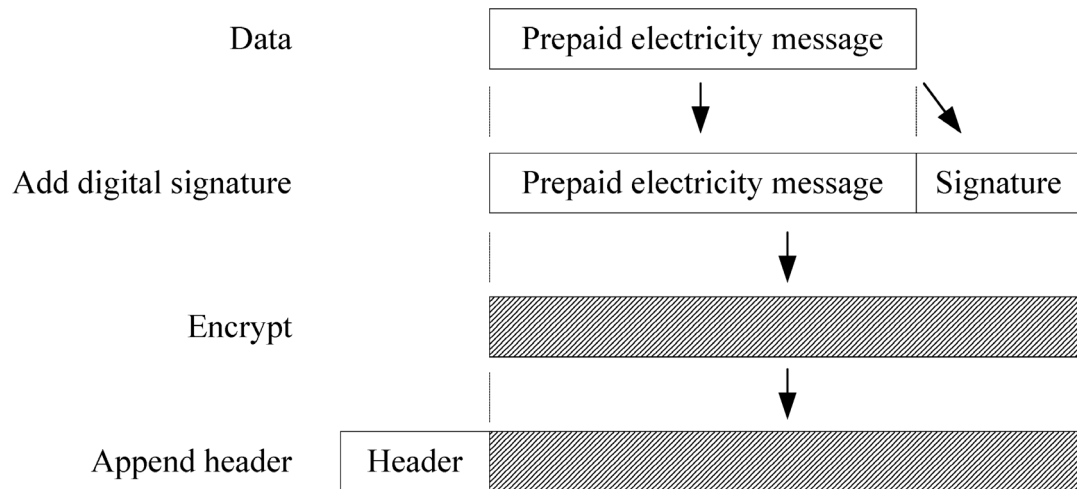 Data
Prepaid electricity message
Add digital signature
Prepaid electricity message
Signature
Encrypt
Append header
Header